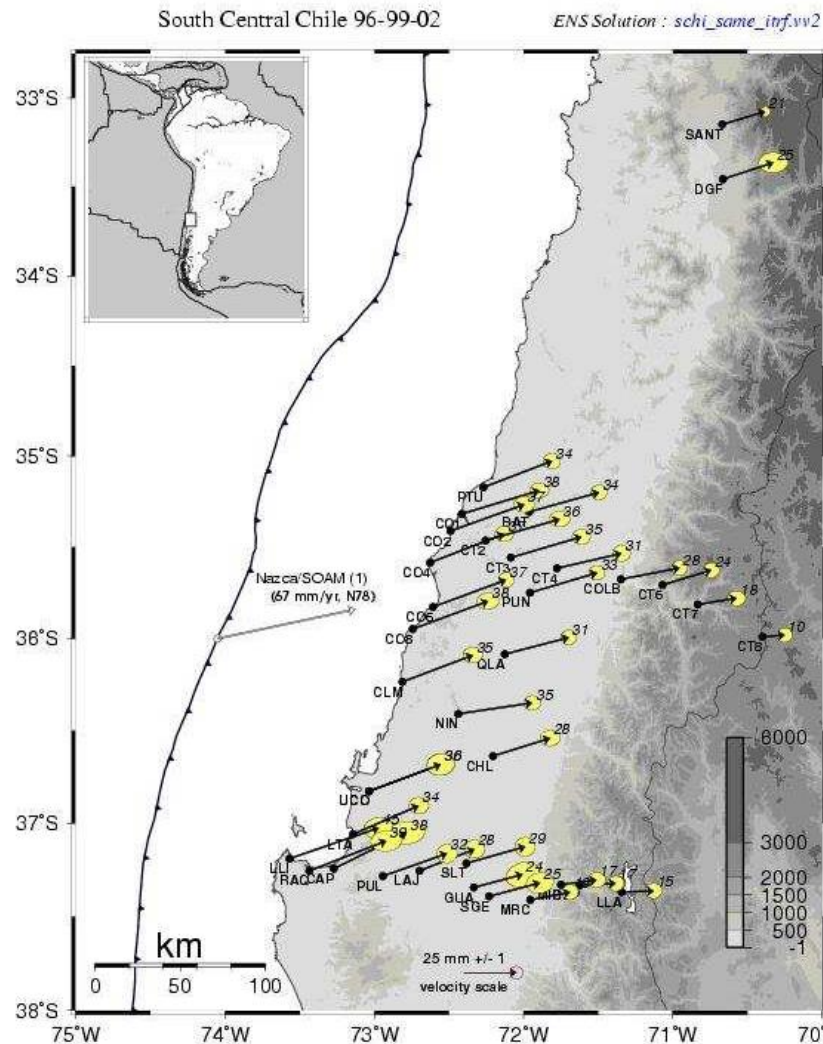 South Central Chile 96-99-02
ENS Solution : schi_same_itrf.vv2
33°S
34°S
35°S
36°S
37°S
38°S
75°W
74°W
73°W
72°W
71°W
70°
SANT
21
DGF
25
PTU
34
CO1
38
CO2
37
BAT
34
CT2
36
CO4
CT3
35
CT4
31
PUN
33
COLB
28
CT6
24
CT7
18
CT8
10
37
38
CLM
35
QLA
31
NIN
35
CHL
28
UCO
36
LTA
34
LLI
RAQ
CAP
39
38
PUL
32
LAJ
28
SLT
29
GUA
24
SGE
25
MRC
17
LLA
15
Nazca/SOAM (1)
(67 mm/yr, N78)
km
0 50 100
25 mm +/- 1
velocity scale
6000
3000
2000
1500
1000
500
-1